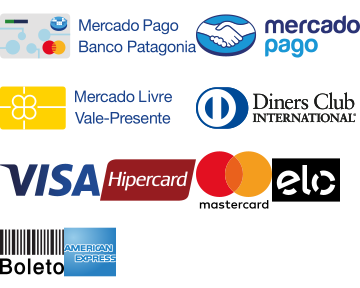 Mercado Pago
Banco Patagonia
mercado
pago
Mercado Livre
Vale-Presente
Diners Club
INTERNATIONAL®
VISA
Hipercard
mastercard
elo
Boleto
AMERICAN
EXPRESS